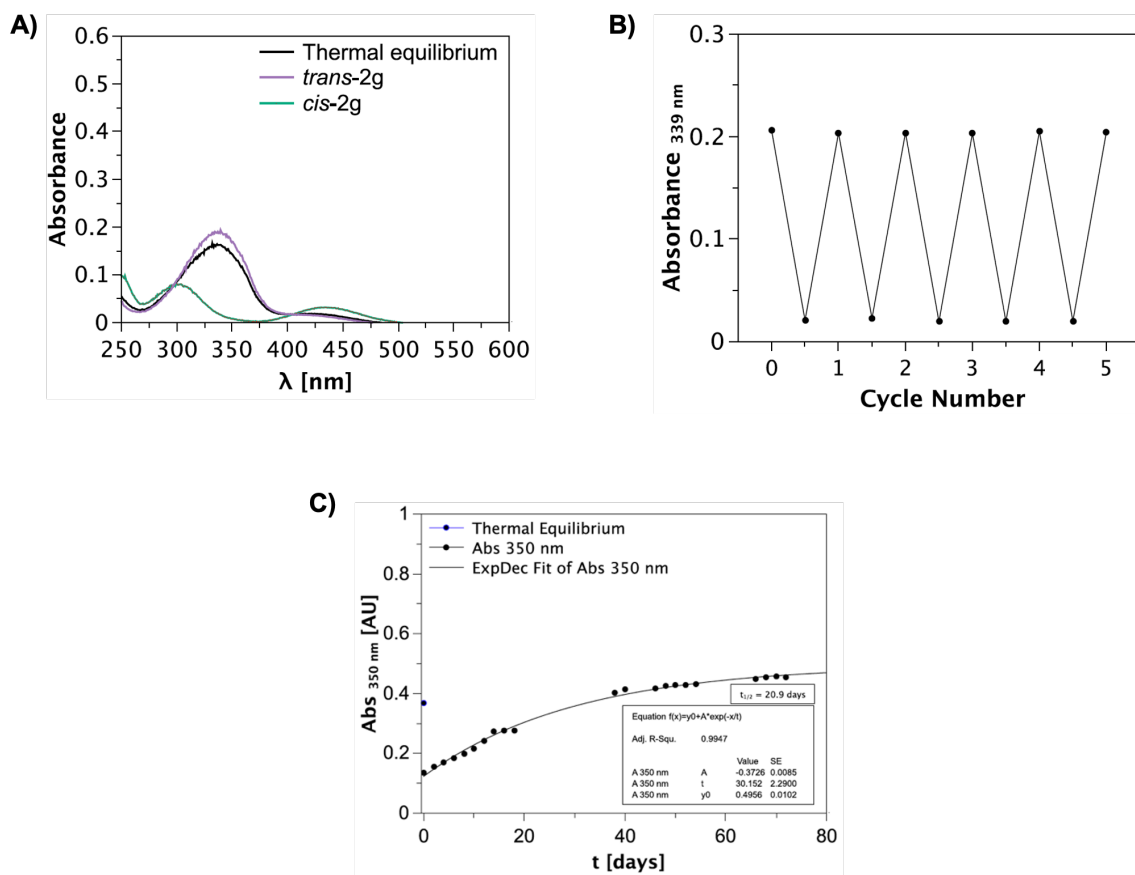 A)
0.6
0.5
0.4
0.3
0.2
0.1
0
Absorbance
Thermal equilibrium
trans-2g
cis-2g
250 300 350 400 450 500 550 600
λ [nm]
B)
0.3
0.2
0.1
0
Absorbance 339 nm
0 1 2 3 4 5
Cycle Number
C)
1
0.8
0.6
0.4
0.2
0
Abs 350 nm [AU]
Thermal Equilibrium
Abs 350 nm
ExpDec Fit of Abs 350 nm
t1/2 = 20.9 days
Equation f(x)=y0+A*exp(-x/t)
Adj. R-Squ. 0.9947
Value SE
A 350 nm A -0.3726 0.0085
A 350 nm t 30.152 2.2900
A 350 nm y0 0.4956 0.0102
0 20 40 60 80
t [days]